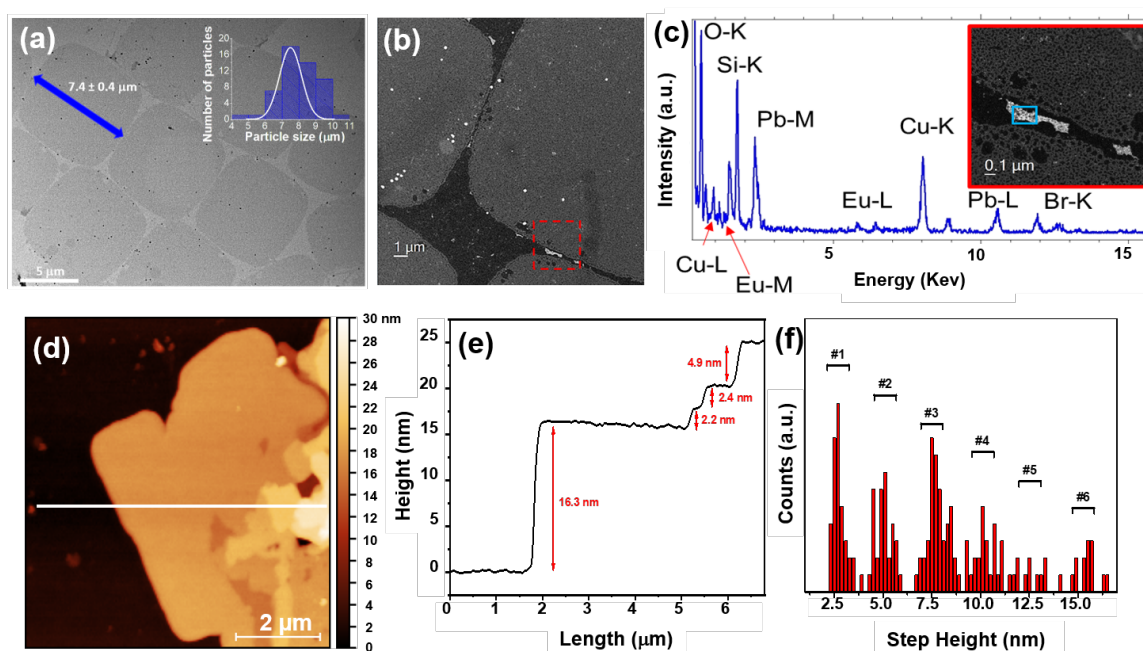 (a)
7.4 ± 0.4 µm
5 µm
Number of particles
20
16
12
8
4
0
4 5 6 7 8 9 10 11
Particle size (µm)
(b)
1 µm
(c)
Intensity (a.u.)
O-K
Si-K
Pb-M
Cu-K
Eu-L
Pb-L
Br-K
Cu-L
Eu-M
5 10 15
Energy (Kev)
0.1 µm
(d)
2 µm
30 nm
28
26
24
22
20
18
16
14
12
10
8
6
4
2
0
(e)
Height (nm)
25
20
15
10
5
0
4.9 nm
2.4 nm
2.2 nm
16.3 nm
0 1 2 3 4 5 6
Length (µm)
(f)
Counts (a.u.)
#1
#2
#3
#4
#5
#6
2.5 5.0 7.5 10.0 12.5 15.0
Step Height (nm)